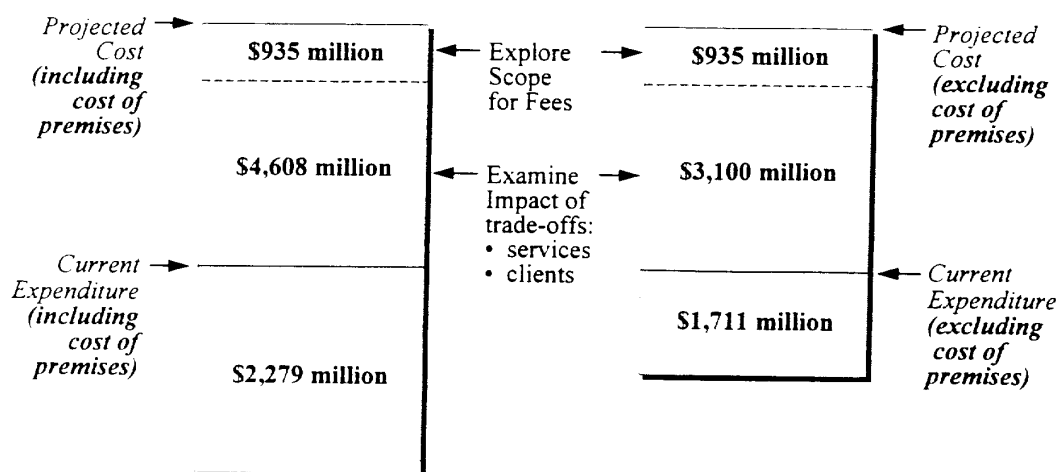 Projected
Cost
(including
cost of
premises)
$935 million
$4,608 million
Current
Expenditure
(including
cost of
premises)
$2,279 million
Explore
Scope
for Fees
Examine
Impact of
trade-offs:
• services
• clients
$935 million
$3,100 million
$1,711 million
Projected
Cost
(excluding
cost of
premises)
Current
Expenditure
(excluding
cost of
premises)